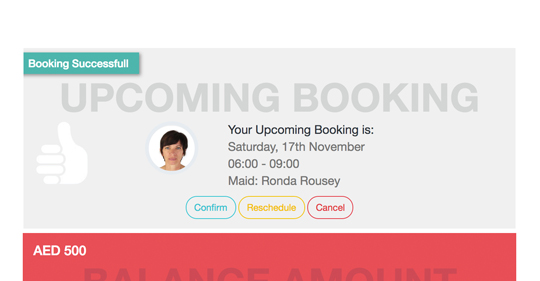 Booking Successfull
UPCOMING BOOKING
Your Upcoming Booking is:
Saturday, 17th November
06:00 - 09:00
Maid: Ronda Rousey
Confirm
Reschedule
Cancel
AED 500
BALANCE AMOUNT